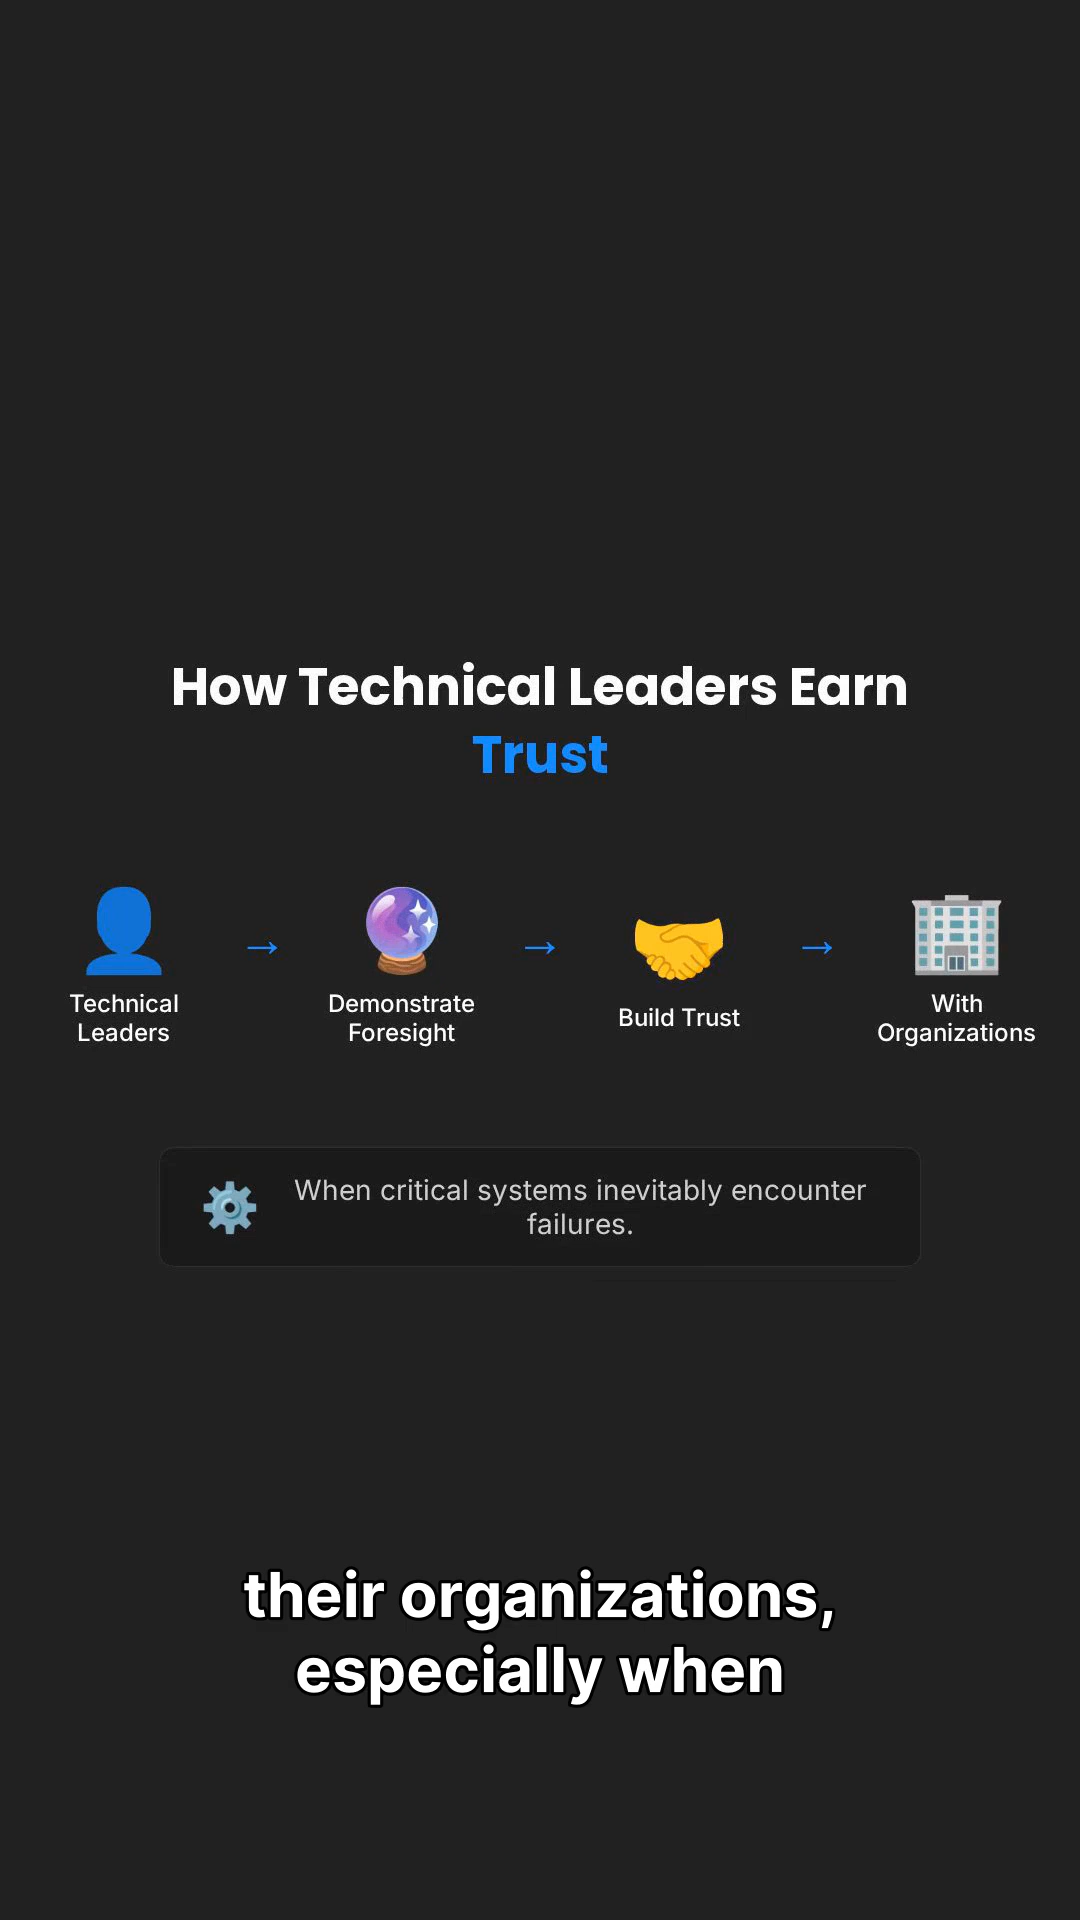 How Technical Leaders Earn
Trust
Technical
Leaders
→
Demonstrate
Foresight
→
Build Trust
→
With
Organizations
When critical systems inevitably encounter
failures.
their organizations,
especially when